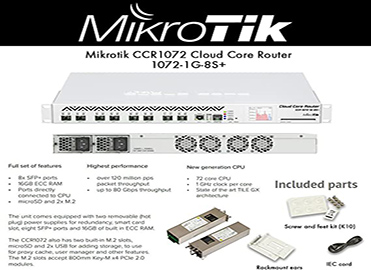 MikroTik
Mikrotik CCR1072 Cloud Core Router
1072-1G-8S+
Cloud Core Router
Full set of features
• 8x SFP+ ports
• 16GB ECC RAM
• Ports directly connected to CPU
• microSD and 2x M.2
Highest performance
• over 120 million pps packet throughput
• up to 80 Gbps throughput
New generation CPU
• 72 core CPU
• 1 GHz clock per core
• State of the art TILE GX architecture
The unit comes equipped with two removable (hot
plug) power supplies for redundancy, smart card
slot, eight SFP+ ports and 16GB of built in ECC RAM.
The CCR1072 also has two built-in M.2 slots,
microSD and 2x USB for adding storage, to use
for proxy cache, user manager and other features.
The M.2 slots accept 80mm Key-M x4 PCIe 2.0
modules.
Included parts
Screw and feet kit (K10)
Rackmount ears
IEC cord